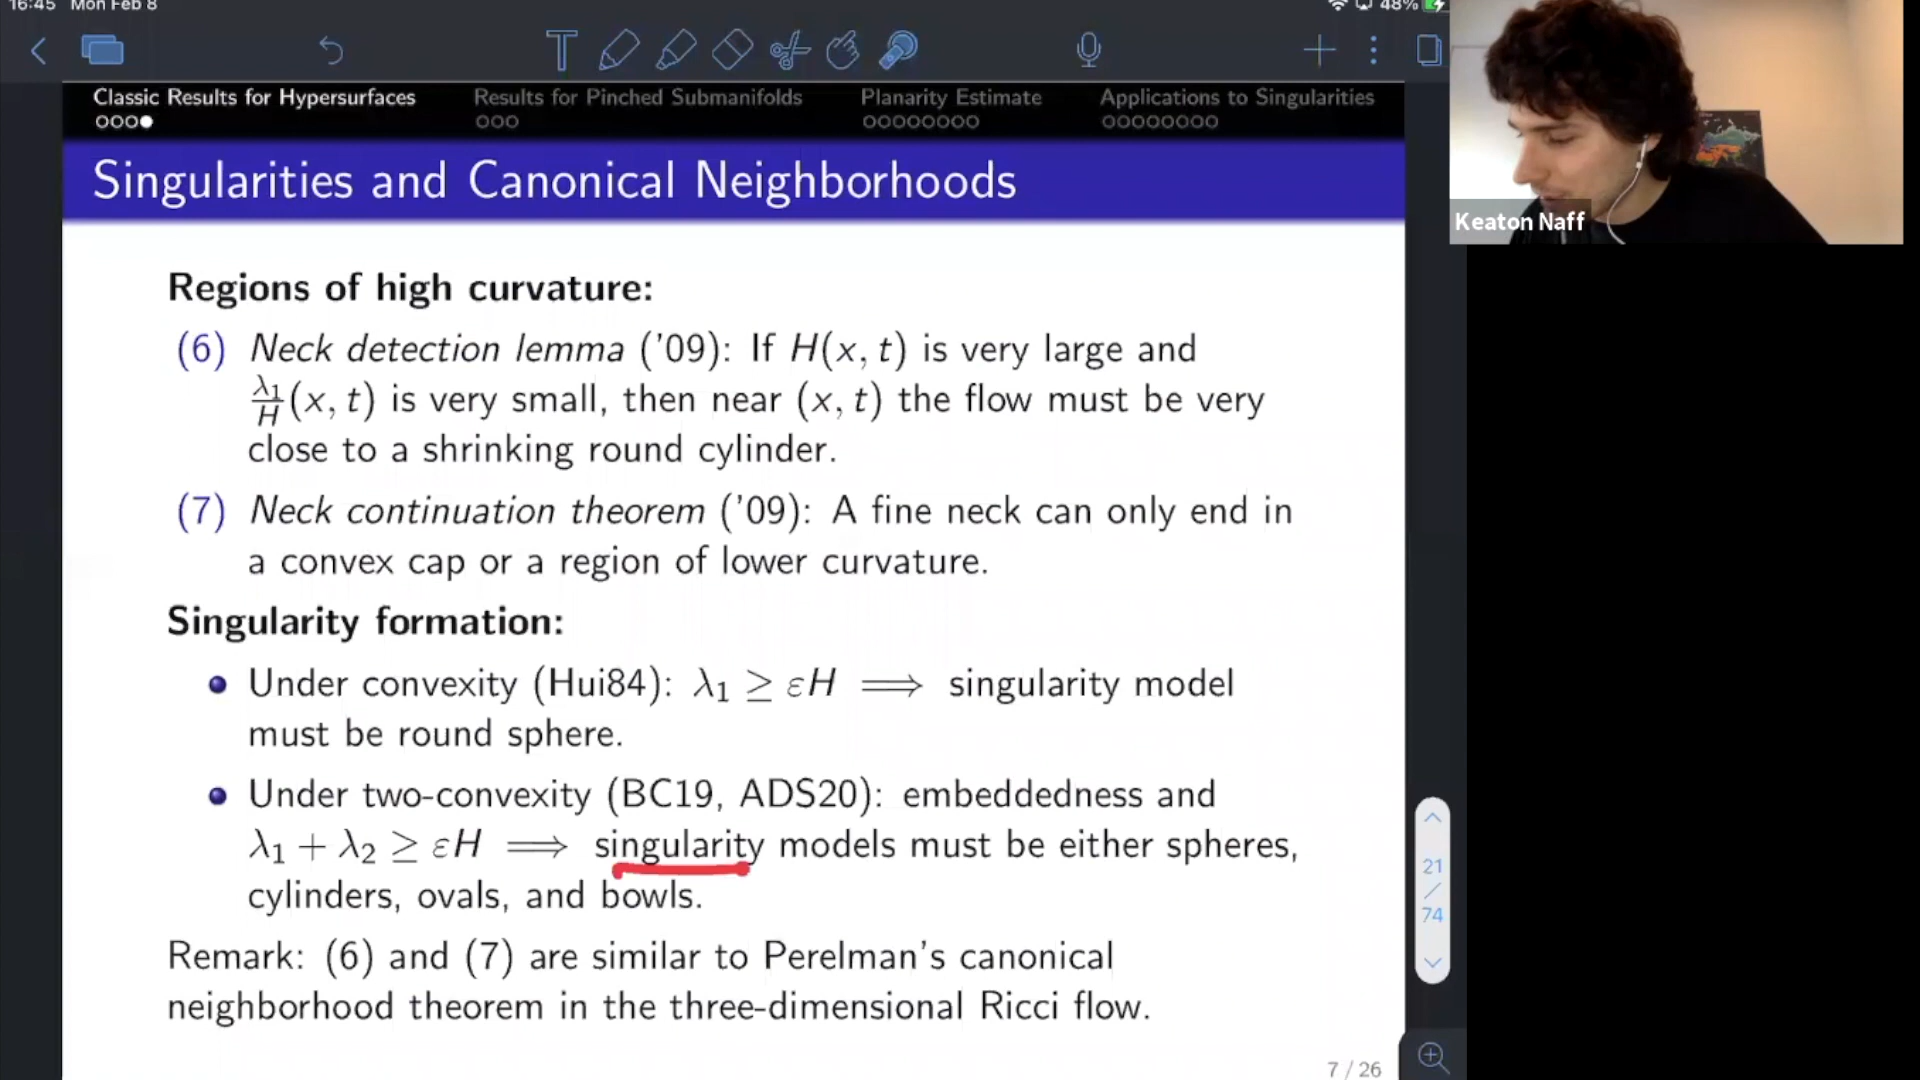 16:45 Mon Feb 8
48%
Classic Results for Hypersurfaces
Results for Pinched Submanifolds
Planarity Estimate
Applications to Singularities
Singularities and Canonical Neighborhoods
Keaton Naff
Regions of high curvature:
(6) Neck detection lemma ('09): If H(x, t) is very large and
λ₁/H (x, t) is very small, then near (x, t) the flow must be very
close to a shrinking round cylinder.
(7) Neck continuation theorem ('09): A fine neck can only end in
a convex cap or a region of lower curvature.
Singularity formation:
• Under convexity (Hui84): λ₁ ≥ εH ⟹ singularity model
must be round sphere.
• Under two-convexity (BC19, ADS20): embeddedness and
λ₁ + λ₂ ≥ εH ⟹ singularity models must be either spheres,
cylinders, ovals, and bowls.
Remark: (6) and (7) are similar to Perelman's canonical
neighborhood theorem in the three-dimensional Ricci flow.
21
/
74
7 / 26